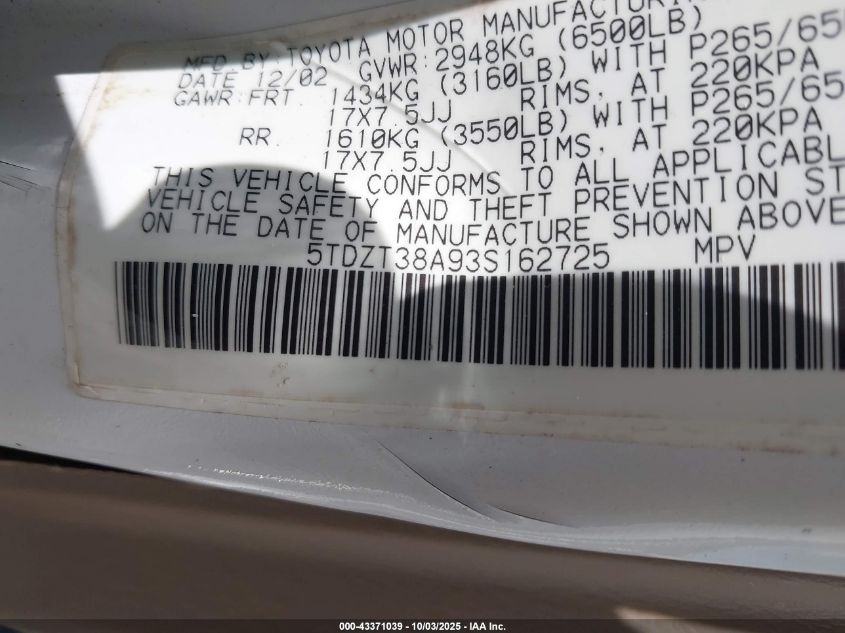 MFD BY: TOYOTA MOTOR MANUFACTURING
DATE 12/02 GVWR: 2948KG (6500LB)
GAWR: FRT. 1434KG (3160LB) WITH P265/65
17X7.5JJ RIMS, AT 220KPA
RR. 1610KG (3550LB) WITH P265/65
17X7.5JJ RIMS, AT 220KPA
THIS VEHICLE CONFORMS TO ALL APPLICABL
VEHICLE SAFETY AND THEFT PREVENTION ST
ON THE DATE OF MANUFACTURE SHOWN ABOVE
5TDZT38A93S162725 MPV
000-43371039 - 10/03/2025 - IAA Inc.